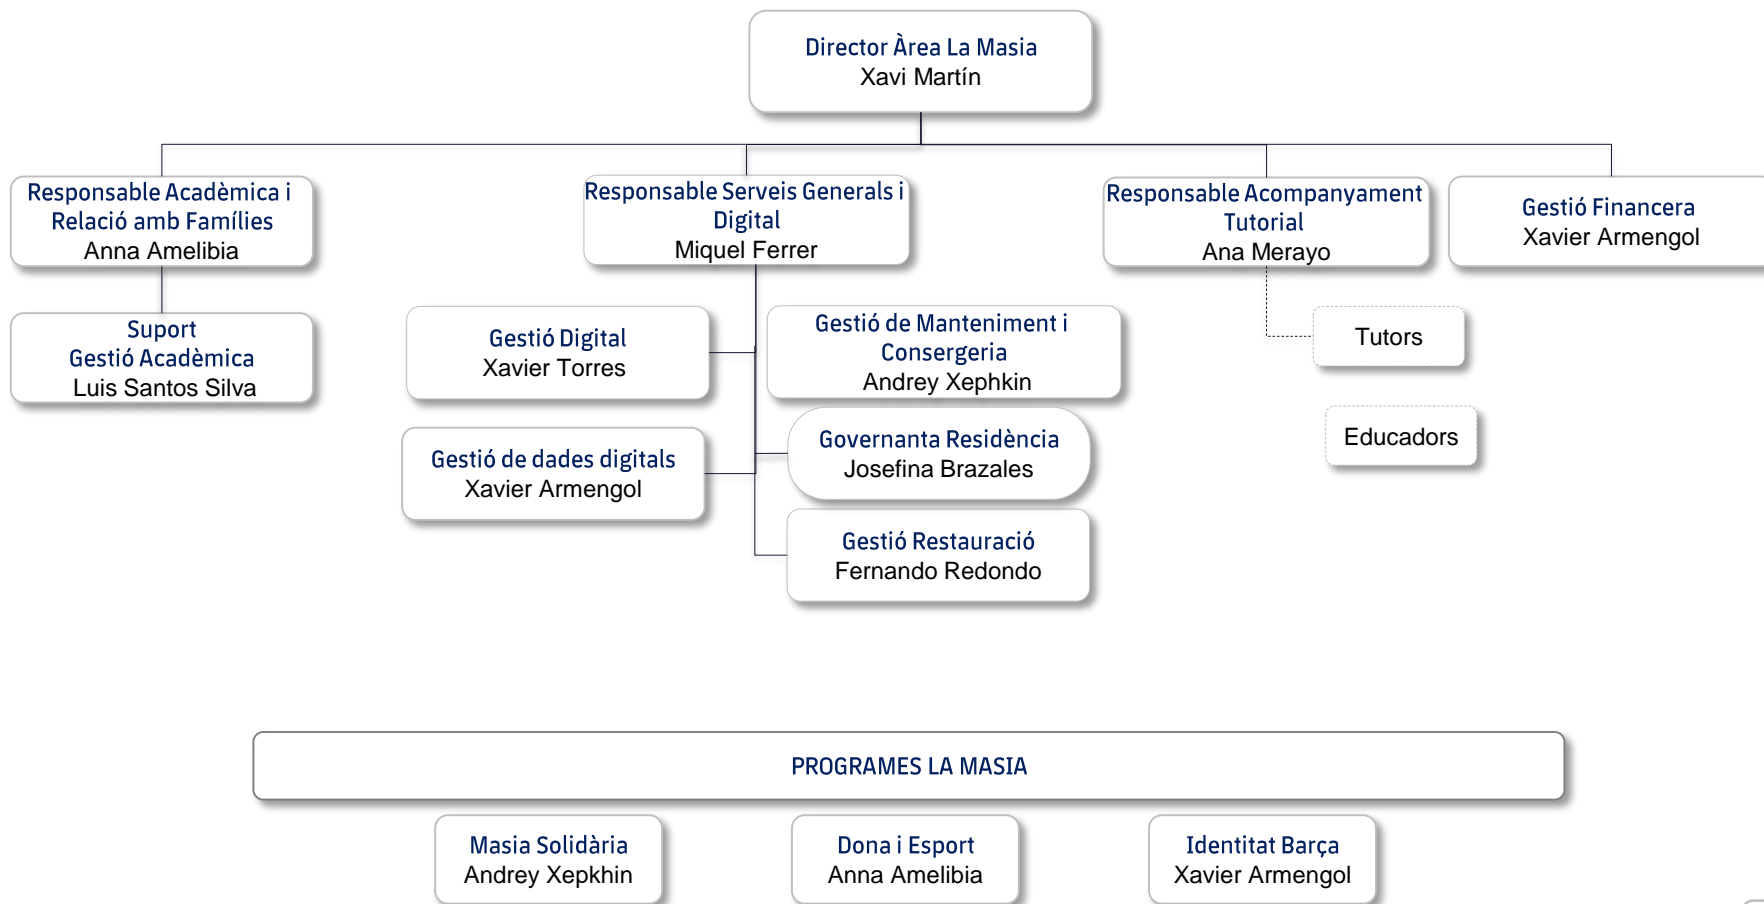 Director Àrea La Masia
Xavi Martín
Responsable Acadèmica i
Relació amb Famílies
Anna Amelibia
Responsable Serveis Generals i
Digital
Miquel Ferrer
Responsable Acompanyament
Tutorial
Ana Merayo
Gestió Financera
Xavier Armengol
Suport
Gestió Acadèmica
Luis Santos Silva
Gestió Digital
Xavier Torres
Gestió de Manteniment i
Consergeria
Andrey Xephkin
Tutors
Gestió de dades digitals
Xavier Armengol
Governanta Residència
Josefina Brazales
Educadors
Gestió Restauració
Fernando Redondo
PROGRAMES LA MASIA
Masia Solidària
Andrey Xepkhin
Dona i Esport
Anna Amelibia
Identitat Barça
Xavier Armengol